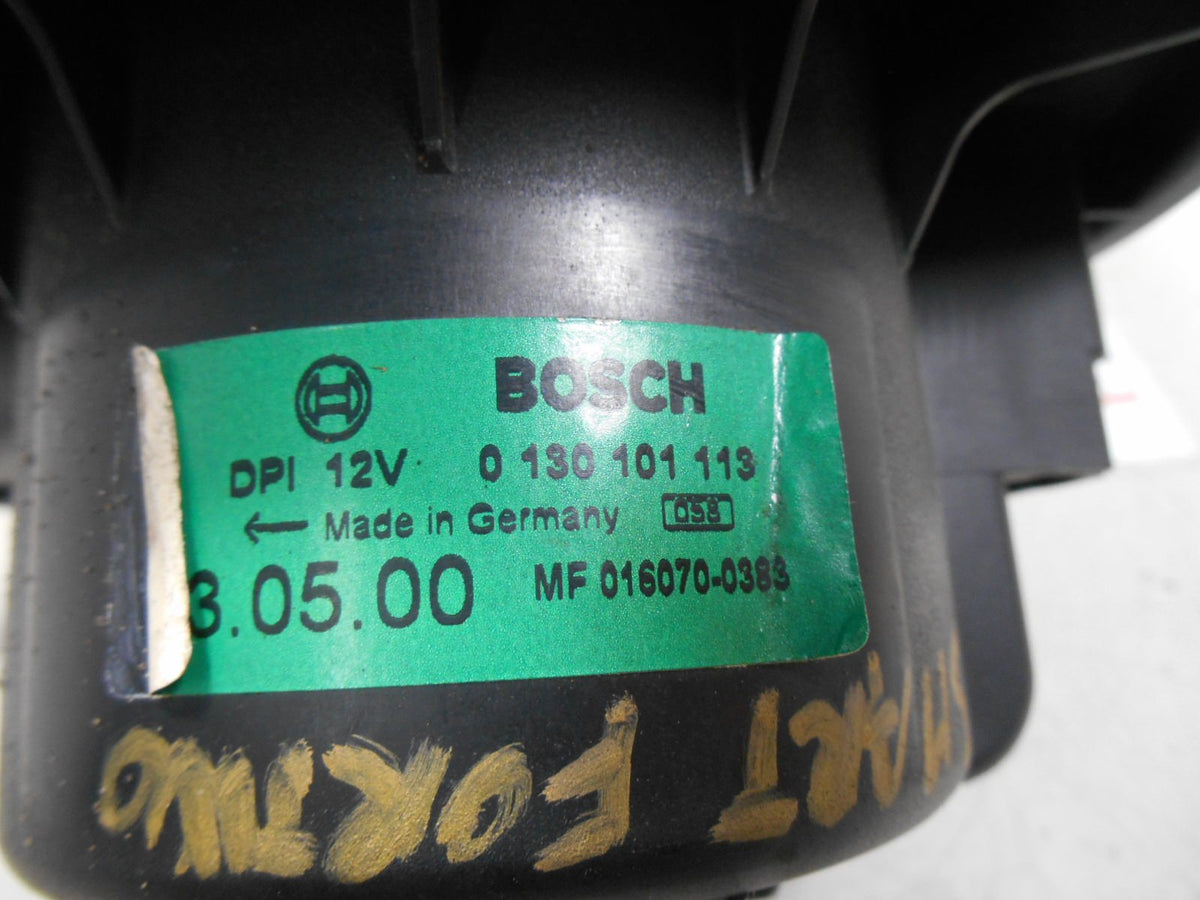 BOSCH
DPI 12V 0 130 101 113
← Made in Germany 058
3.05.00 MF 016070-0383
SMART FORTWO